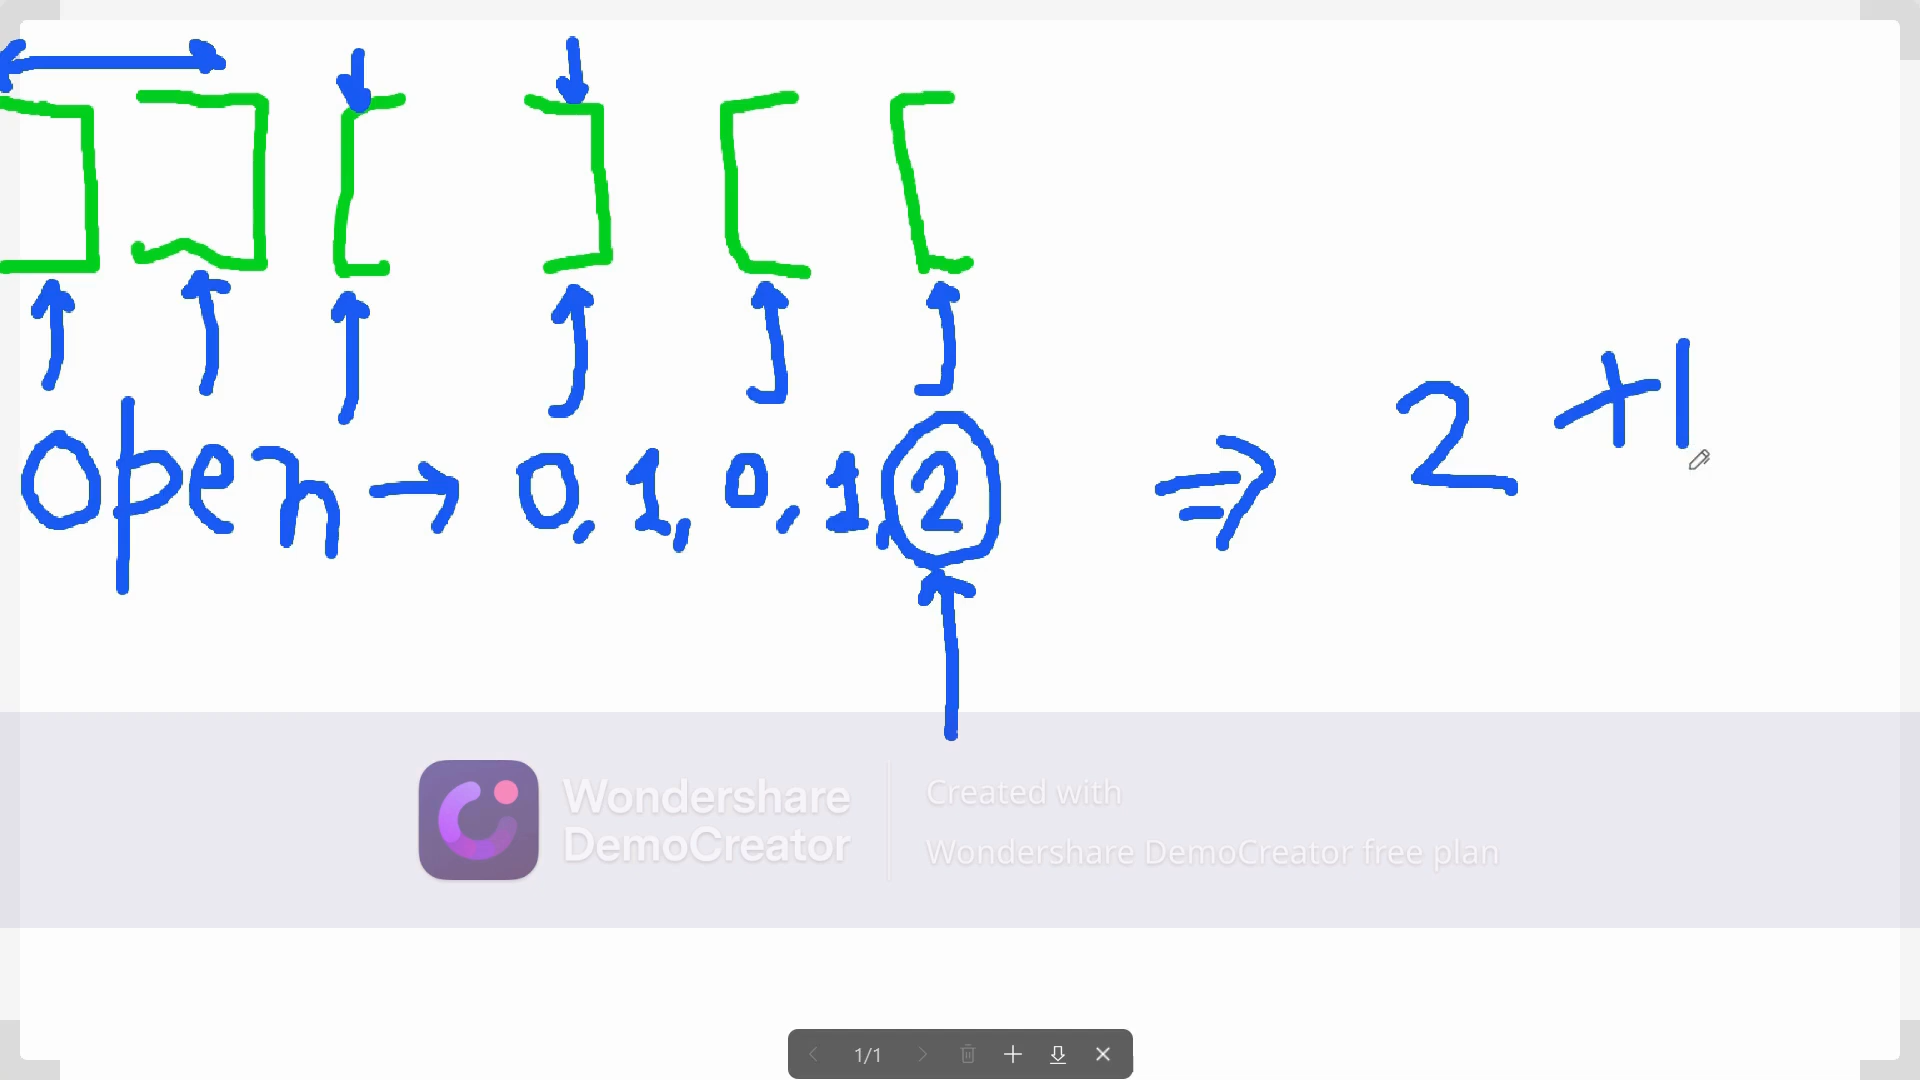 ] ] [ ] [ [
open → 0, 1, 0, 1, 2 ⇒ 2 +1
Wondershare
DemoCreator
Created with
Wondershare DemoCreator free plan
1/1